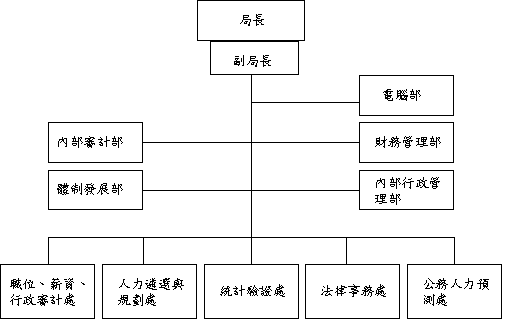 局長
副局長
電腦部
內部審計部
財務管理部
體制發展部
內部行政管
理部
職位、薪資、
行政審計處
人力遴選與
規劃處
統計驗證處
法律事務處
公務人力預
測處